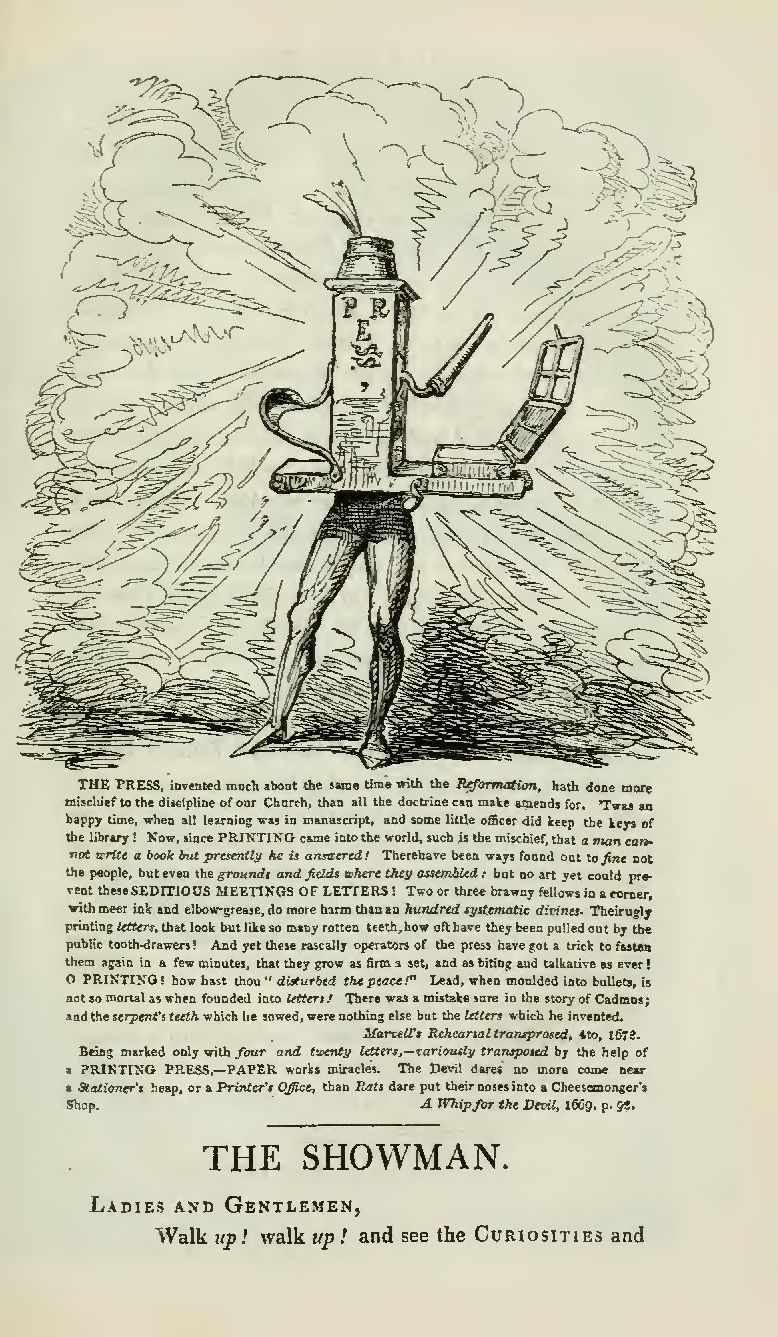 P R
E
SS,
THE PRESS, invented much about the same time with the Reformation, hath done more
mischief to the discipline of our Church, than all the doctrine can make amends for. 'Twas an
happy time, when all learning was in manuscript, and some little officer did keep the keys of
the library! Now, since PRINTING came into the world, such is the mischief, that a man can-
not write a book but presently he is answered! Therehave been ways found out to fine not
the people, but even the grounds and fields where they assembled: but no art yet could pre-
vent these SEDITIOUS MEETINGS OF LETTERS! Two or three brawny fellows in a corner,
with meer ink and elbow-grease, do more harm than an hundred systematic divines. Their ugly
printing letters, that look but like so many rotten teeth, how oft have they been pulled out by the
public tooth-drawers! And yet these rascally operators of the press have got a trick to fasten
them again in a few minutes, that they grow as firm a set, and as biting and talkative as ever!
O PRINTING! how hast thou "disturbed the peace!" Lead, when moulded into bullets, is
not so mortal as when founded into letters! There was a mistake sure in the story of Cadmus;
and the serpent's teeth which he sowed, were nothing else but the letters which he invented.
Marvell's Rehearsal transprosed, 4to, 1672.
Being marked only with four and twenty letters,—variously transposed by the help of
a PRINTING PRESS,—PAPER works miracles. The Devil dares no more come near
a Stationer's heap, or a Printer's Office, than Rats dare put their noses into a Cheesemonger's
Shop. A Whip for the Devil, 1669, p. 92.
THE SHOWMAN.
LADIES AND GENTLEMEN,
Walk up! walk up! and see the CURIOSITIES and